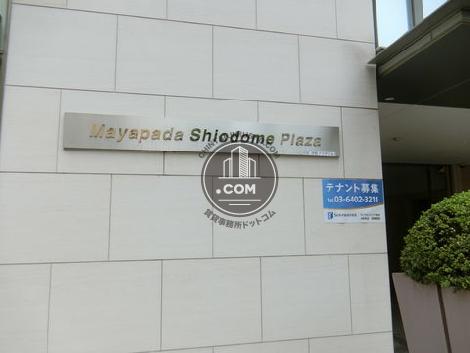 Mayapada Shiodome Plaza
.COM
賃貸事務所ドットコム
テナント募集
Tel.03-6402-3211